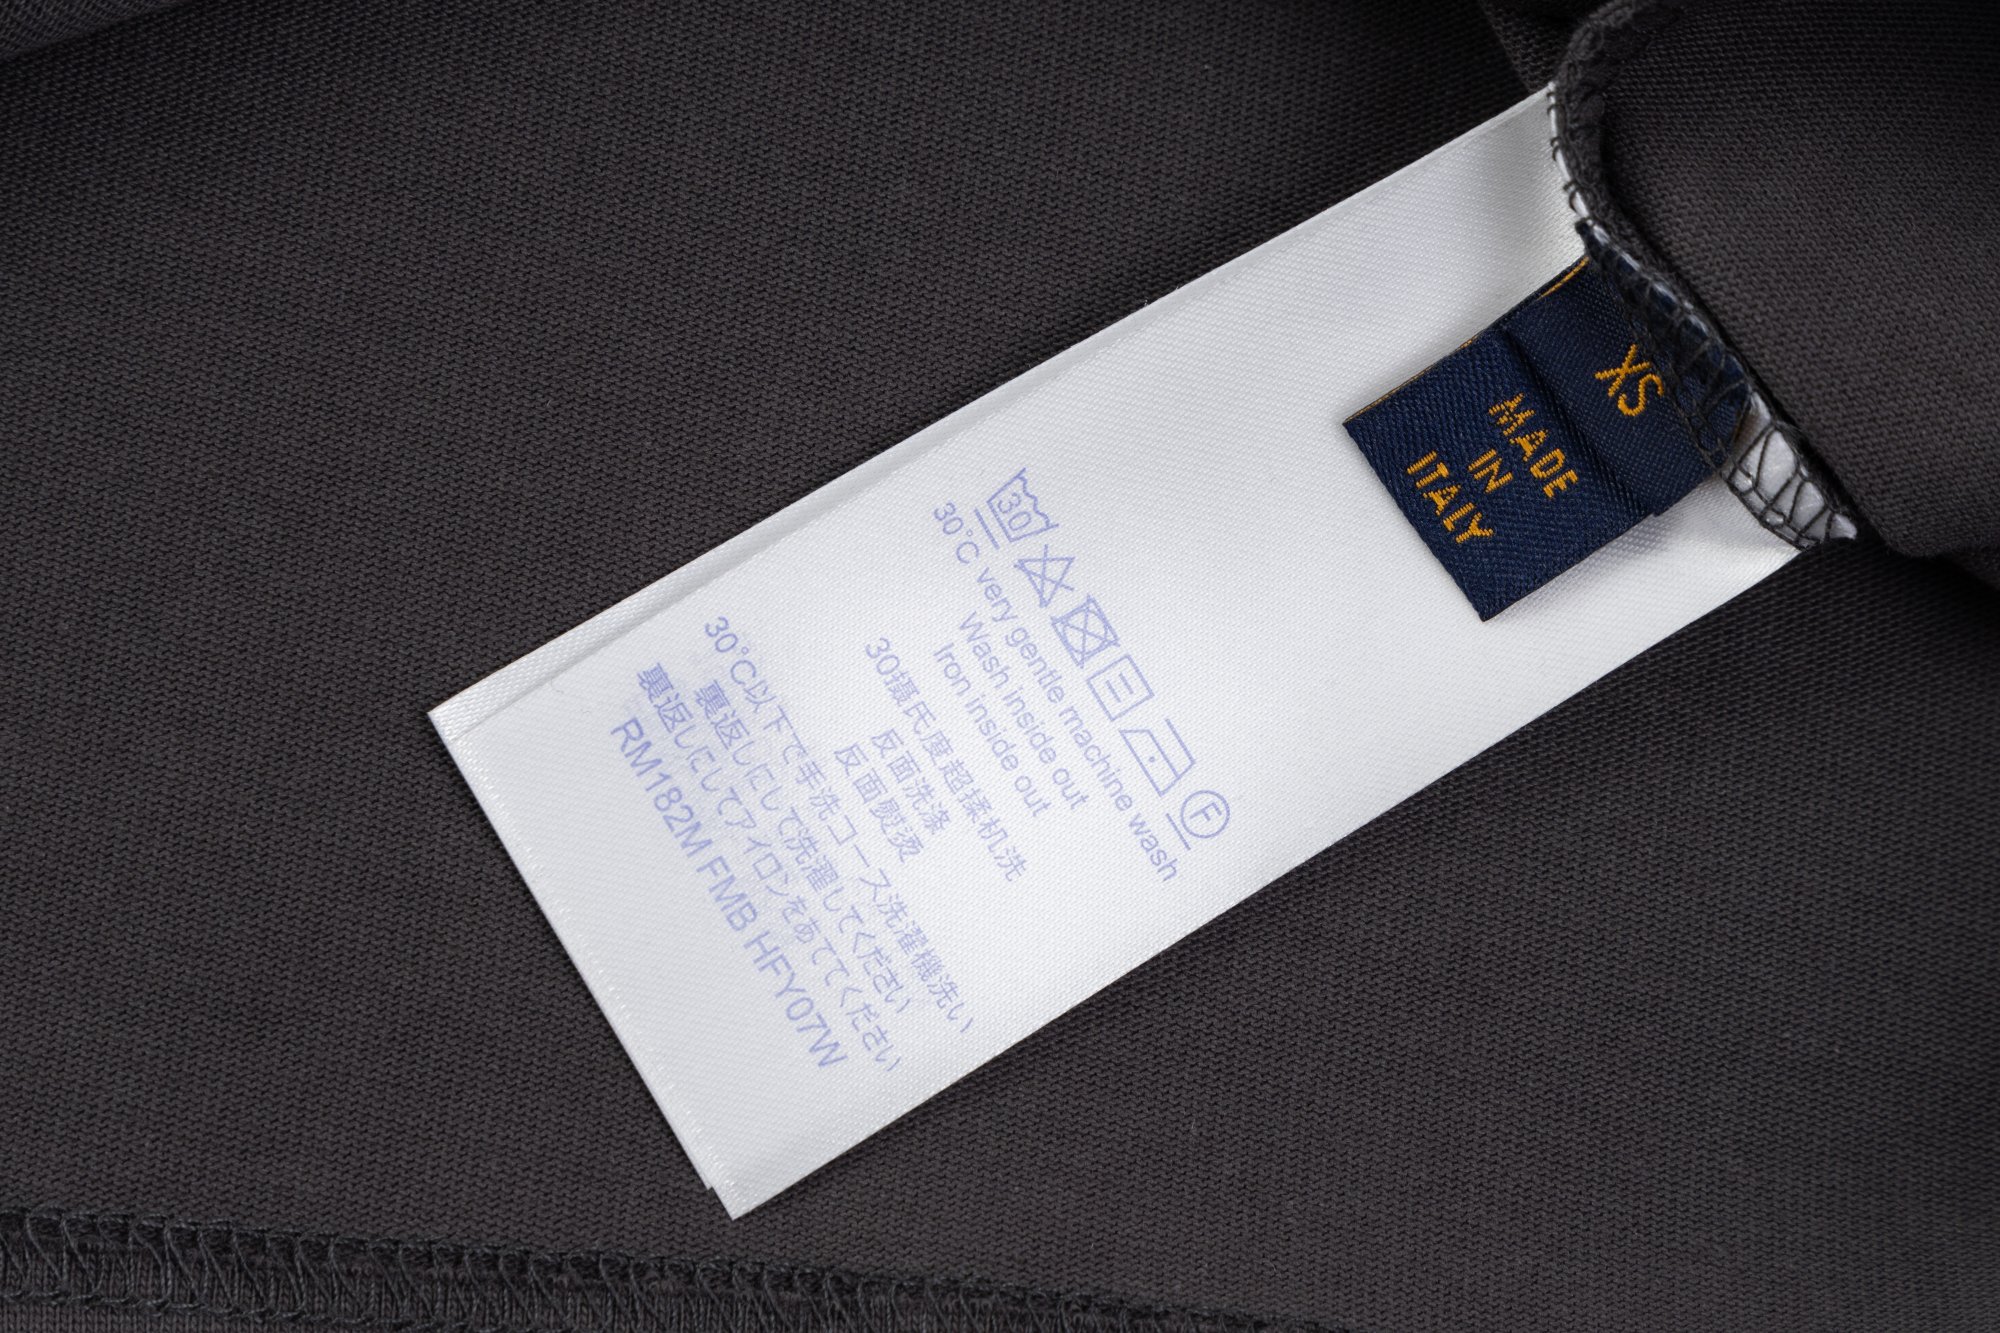 XS
MADE
IN
ITALY
30
F
30°C very gentle machine wash
Wash inside out
Iron inside out
30摄氏度超揉机洗
反面洗涤
反面熨烫
30°C以下で手洗コース洗濯機洗い
裏返しにして洗濯してください
裏返しにしてアイロンをあててください
RM182M FMB HFY07W